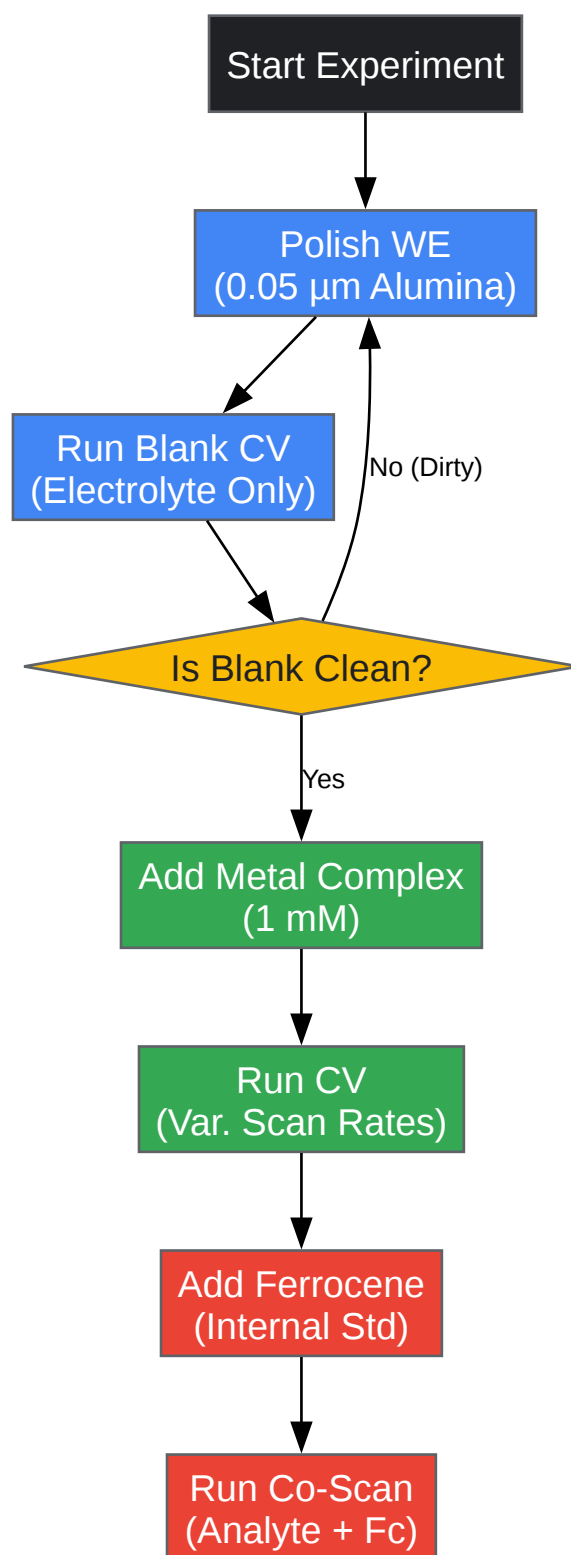 Start Experiment
Polish WE
(0.05 µm Alumina)
Run Blank CV
(Electrolyte Only)
No (Dirty)
Is Blank Clean?
Yes
Add Metal Complex
(1 mM)
Run CV
(Var. Scan Rates)
Add Ferrocene
(Internal Std)
Run Co-Scan
(Analyte + Fc)